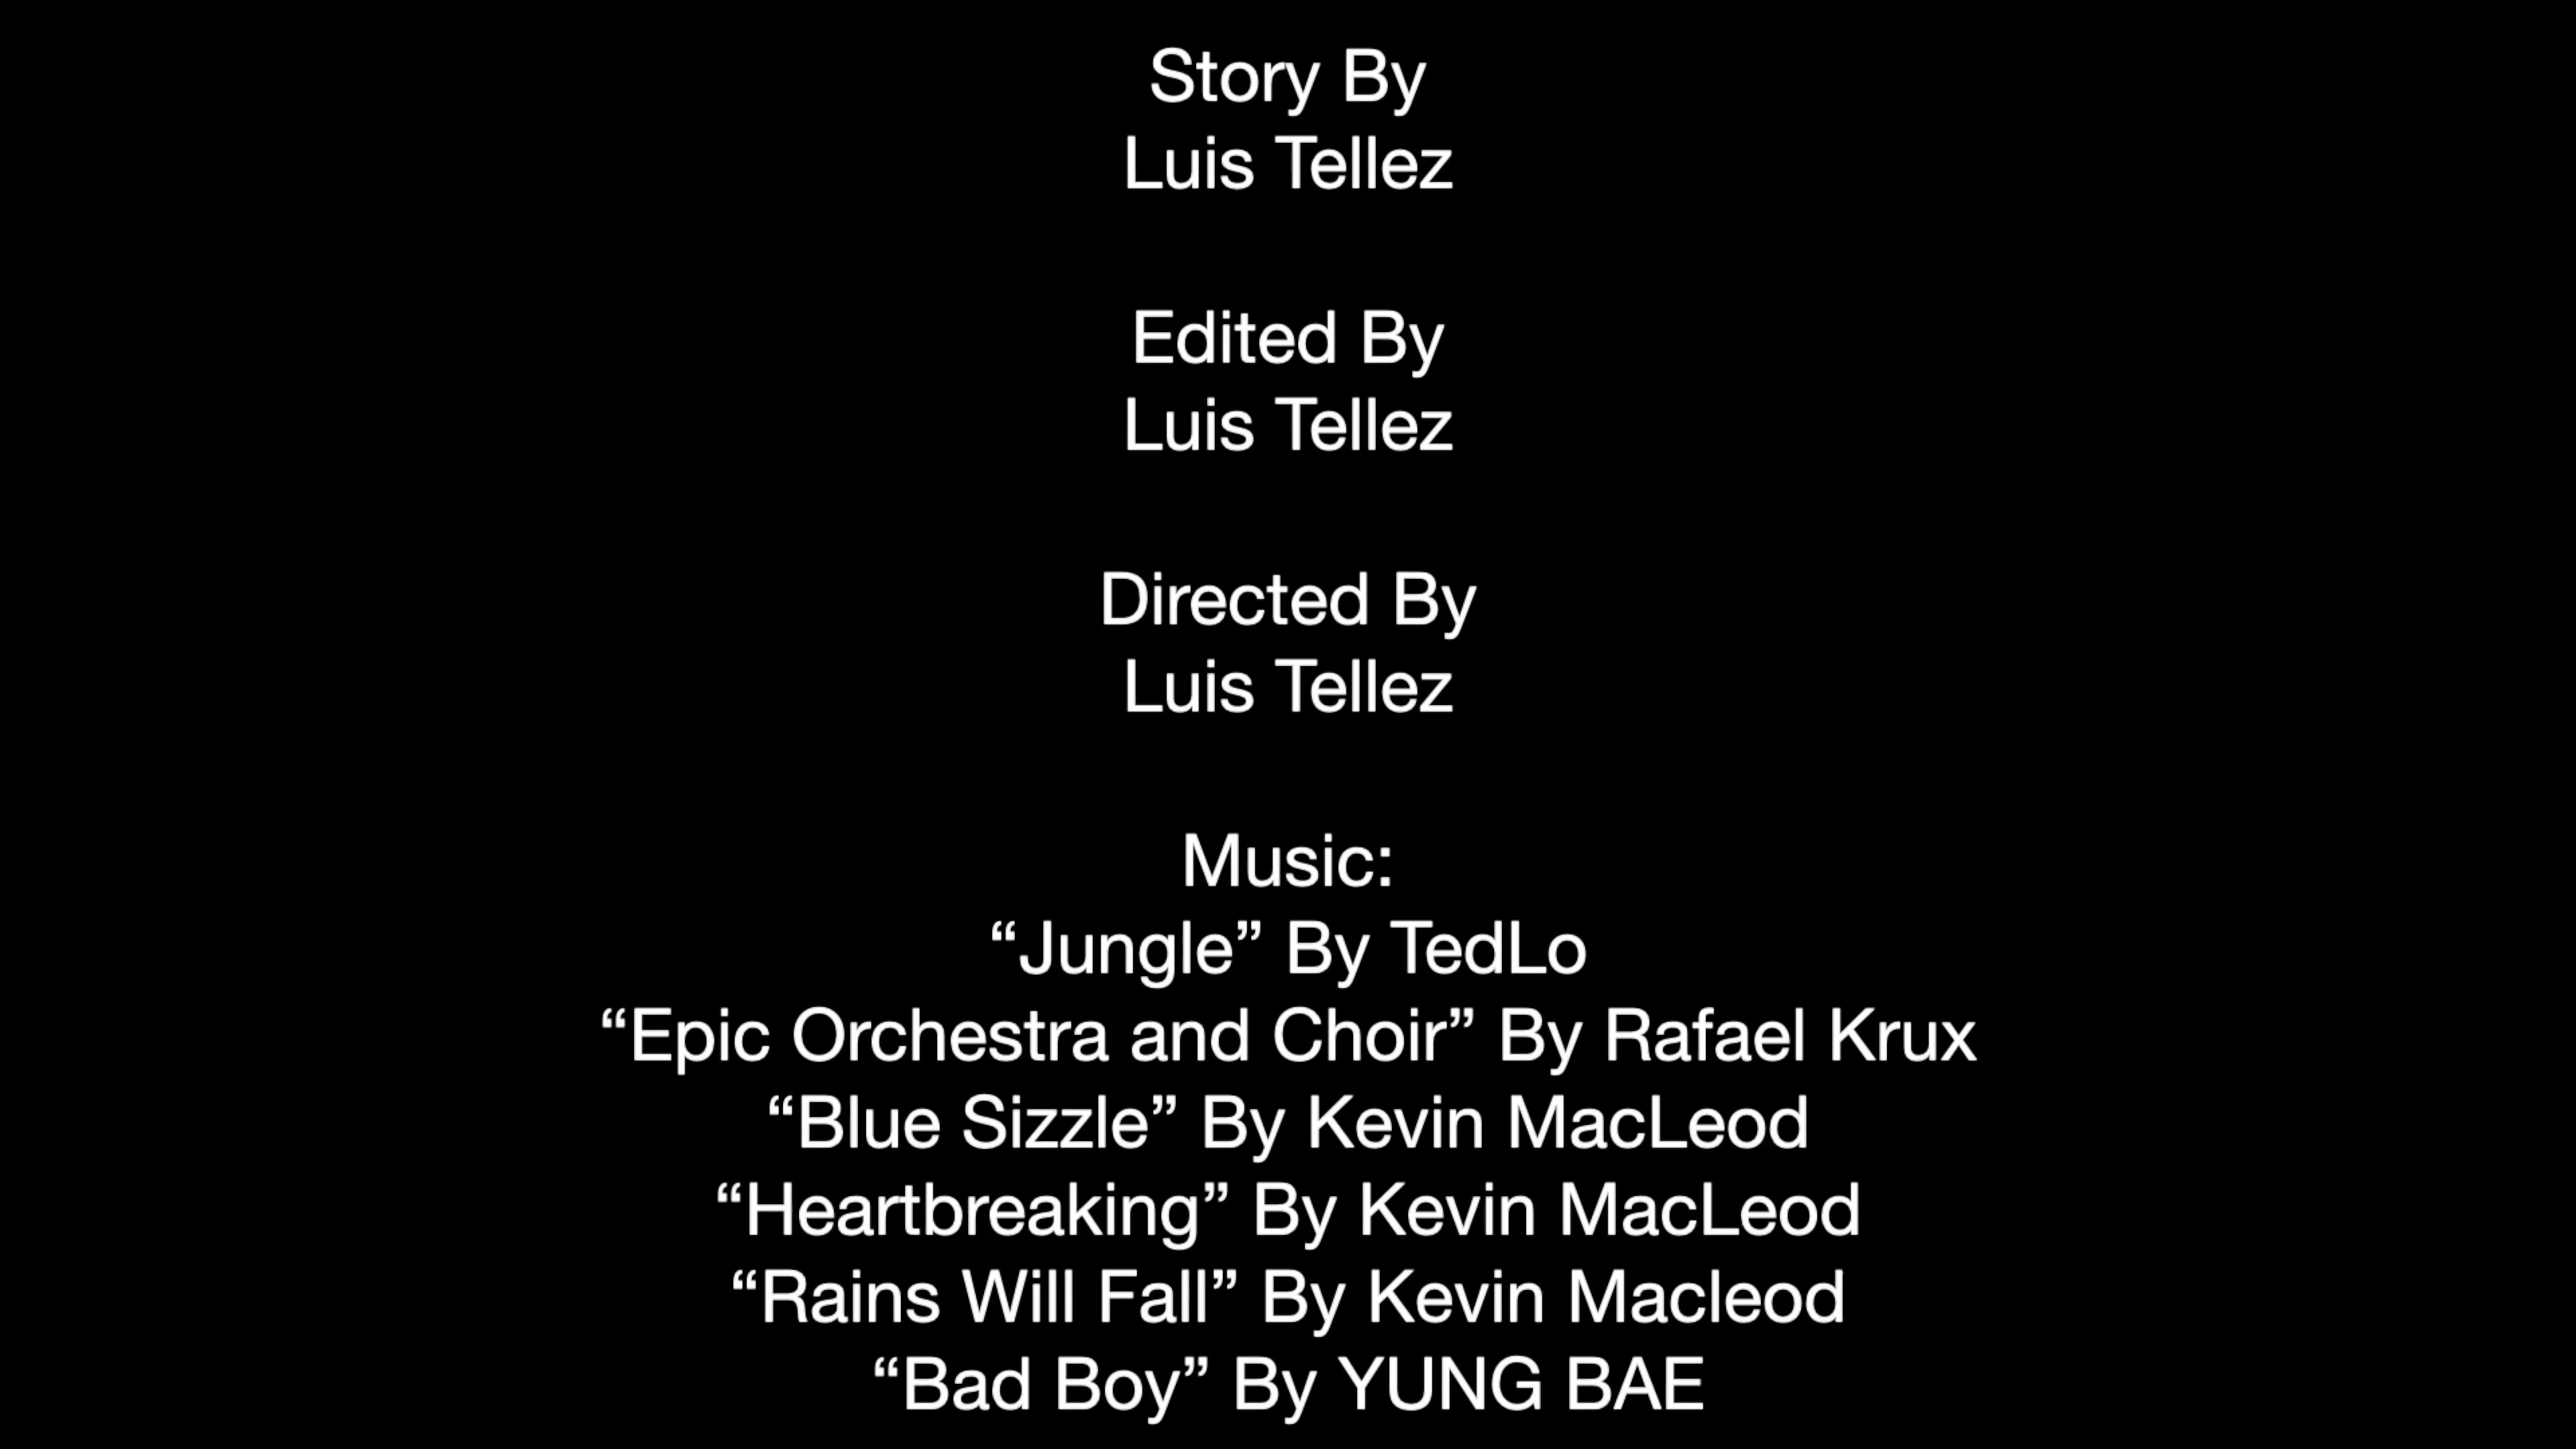 Story By
Luis Tellez
Edited By
Luis Tellez
Directed By
Luis Tellez
Music:
“Jungle” By TedLo
“Epic Orchestra and Choir” By Rafael Krux
“Blue Sizzle” By Kevin MacLeod
“Heartbreaking” By Kevin MacLeod
“Rains Will Fall” By Kevin Macleod
“Bad Boy” By YUNG BAE